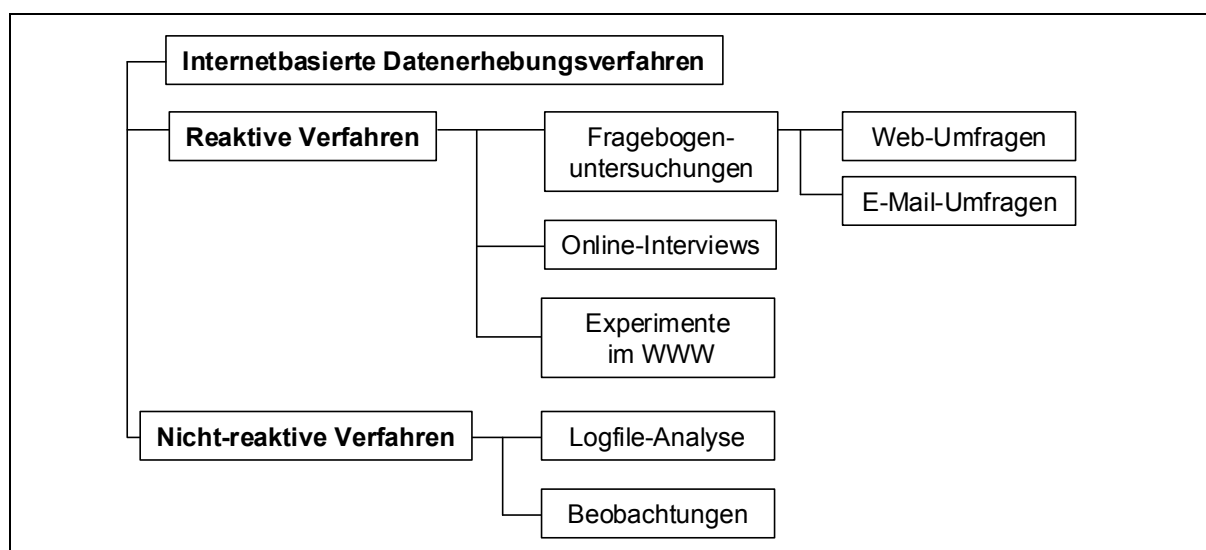 Internetbasierte Datenerhebungsverfahren
Reaktive Verfahren
Fragebogen-
untersuchungen
Web-Umfragen
E-Mail-Umfragen
Online-Interviews
Experimente
im WWW
Nicht-reaktive Verfahren
Logfile-Analyse
Beobachtungen